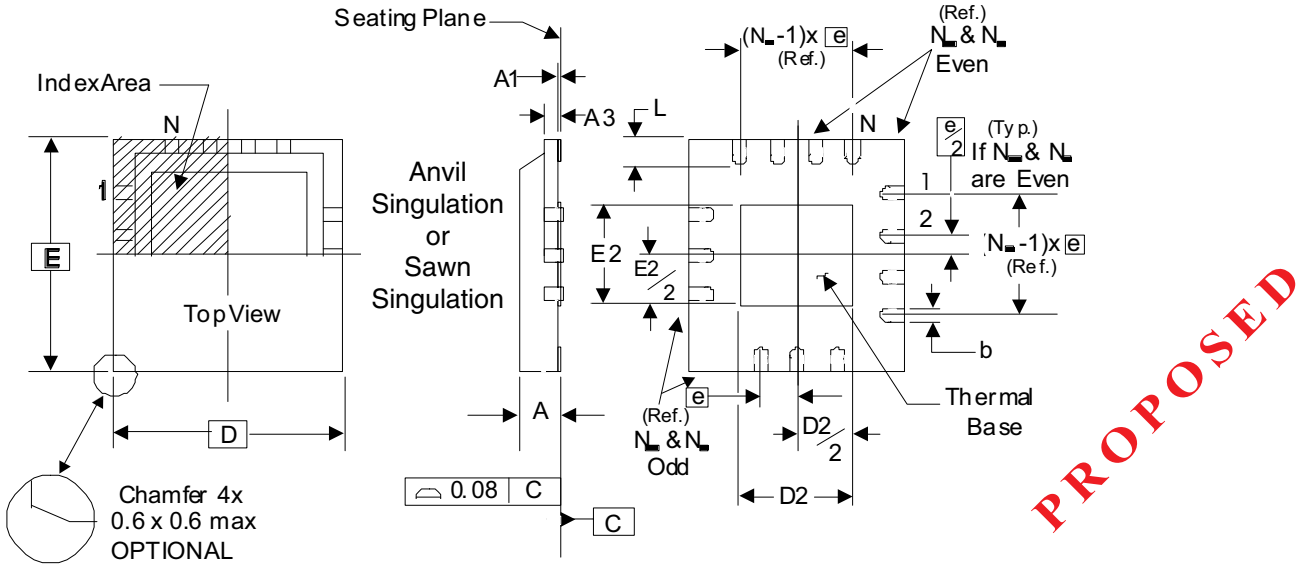 Seating Plane
Index Area
N
1
E
Top View
D
Chamfer 4x
0.6 x 0.6 max
OPTIONAL
Anvil
Singulation
or
Sawn
Singulation
A1
A3
L
A
0.08 C
C
(N -1)x e
(Ref.)
(Ref.)
N & N
Even
N
e/2
(Typ.)
If N & N
are Even
1
2
(N -1)x e
(Ref.)
E2
E2/2
b
Thermal
Base
e
(Ref.)
N & N
Odd
D2/2
D2
PROPOSED